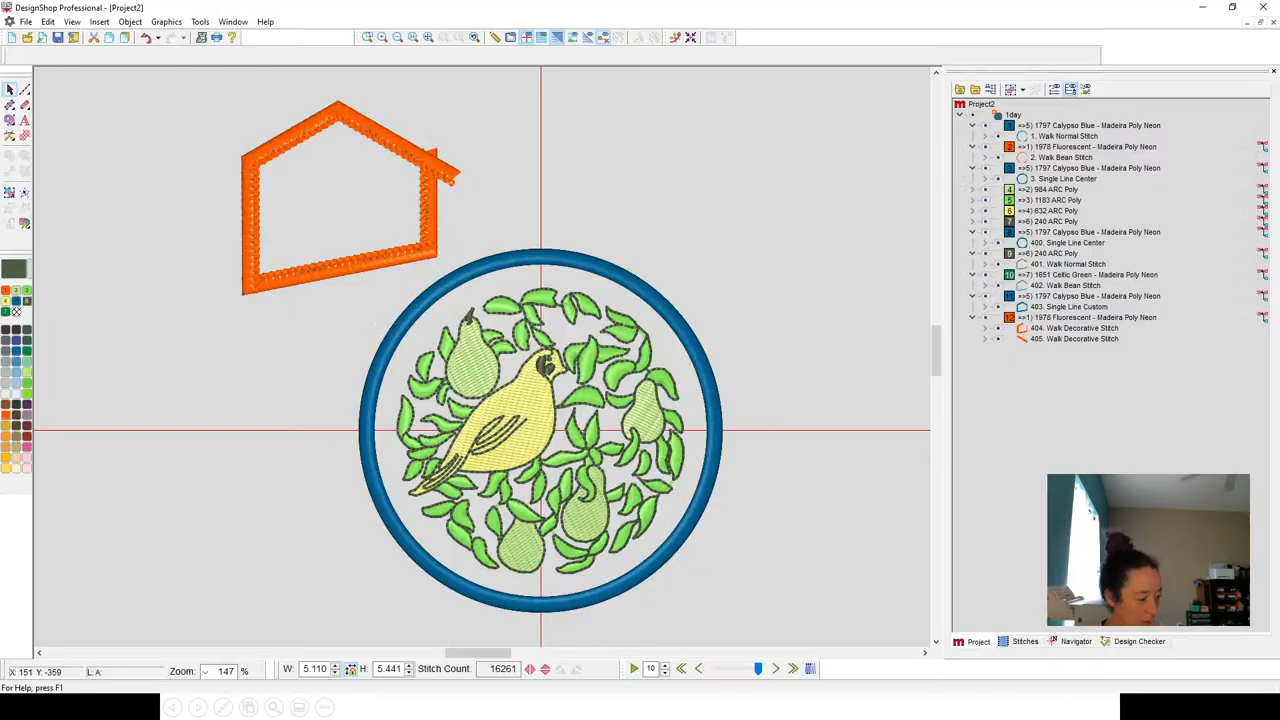 DesignShop Professional - [Project2]
File Edit View Insert Object Graphics Tools Window Help
Project2
1day
=>5) 1797 Calypso Blue - Madeira Poly Neon
1. Walk Normal Stitch
=>1) 1978 Fluorescent - Madeira Poly Neon
2. Walk Bean Stitch
=>5) 1797 Calypso Blue - Madeira Poly Neon
3. Single Line Center
=>2) 984 ARC Poly
=>3) 1183 ARC Poly
=>4) 632 ARC Poly
=>6) 240 ARC Poly
=>5) 1797 Calypso Blue - Madeira Poly Neon
400. Single Line Center
=>6) 240 ARC Poly
401. Walk Normal Stitch
=>7) 1651 Celtic Green - Madeira Poly Neon
402. Walk Bean Stitch
=>5) 1797 Calypso Blue - Madeira Poly Neon
403. Single Line Custom
=>1) 1978 Fluorescent - Madeira Poly Neon
404. Walk Decorative Stitch
405. Walk Decorative Stitch
Project Stitches Navigator Design Checker
X: 151 Y: -359 L: A: Zoom: 147 % W: 5.110 H: 5.441 Stitch Count: 16261 10
For Help, press F1